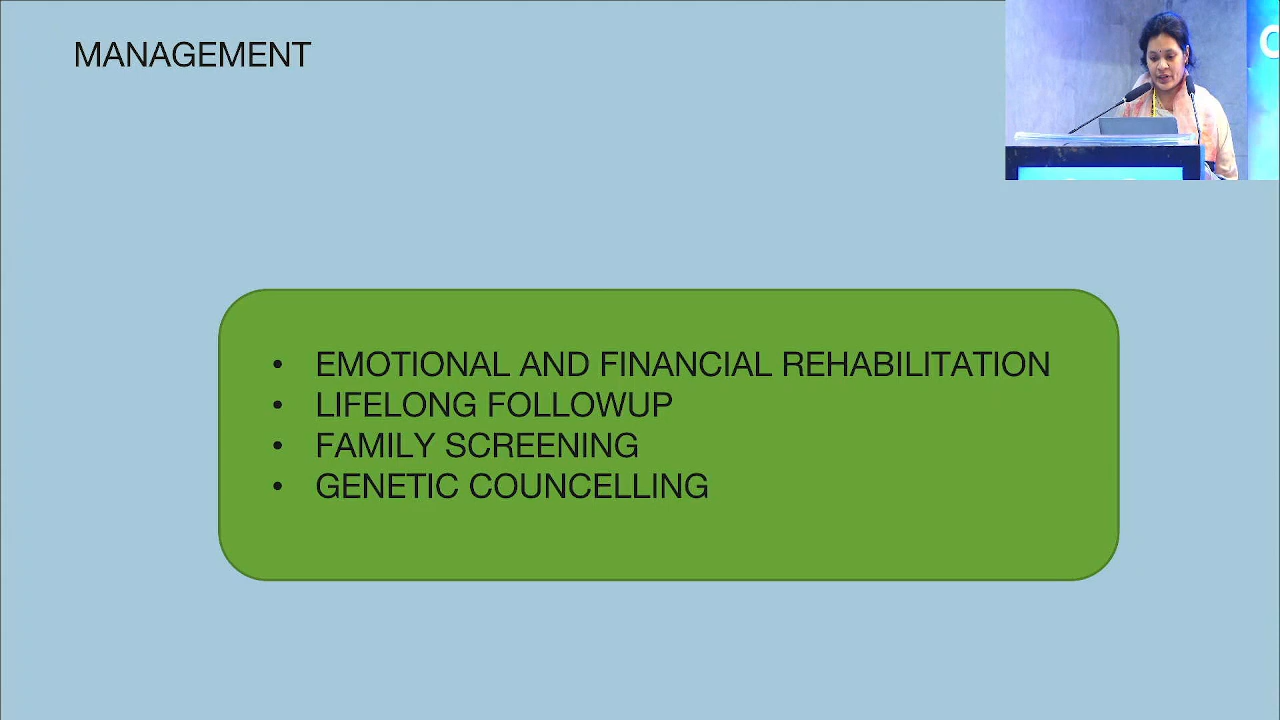 MANAGEMENT
• EMOTIONAL AND FINANCIAL REHABILITATION
• LIFELONG FOLLOWUP
• FAMILY SCREENING
• GENETIC COUNCELLING